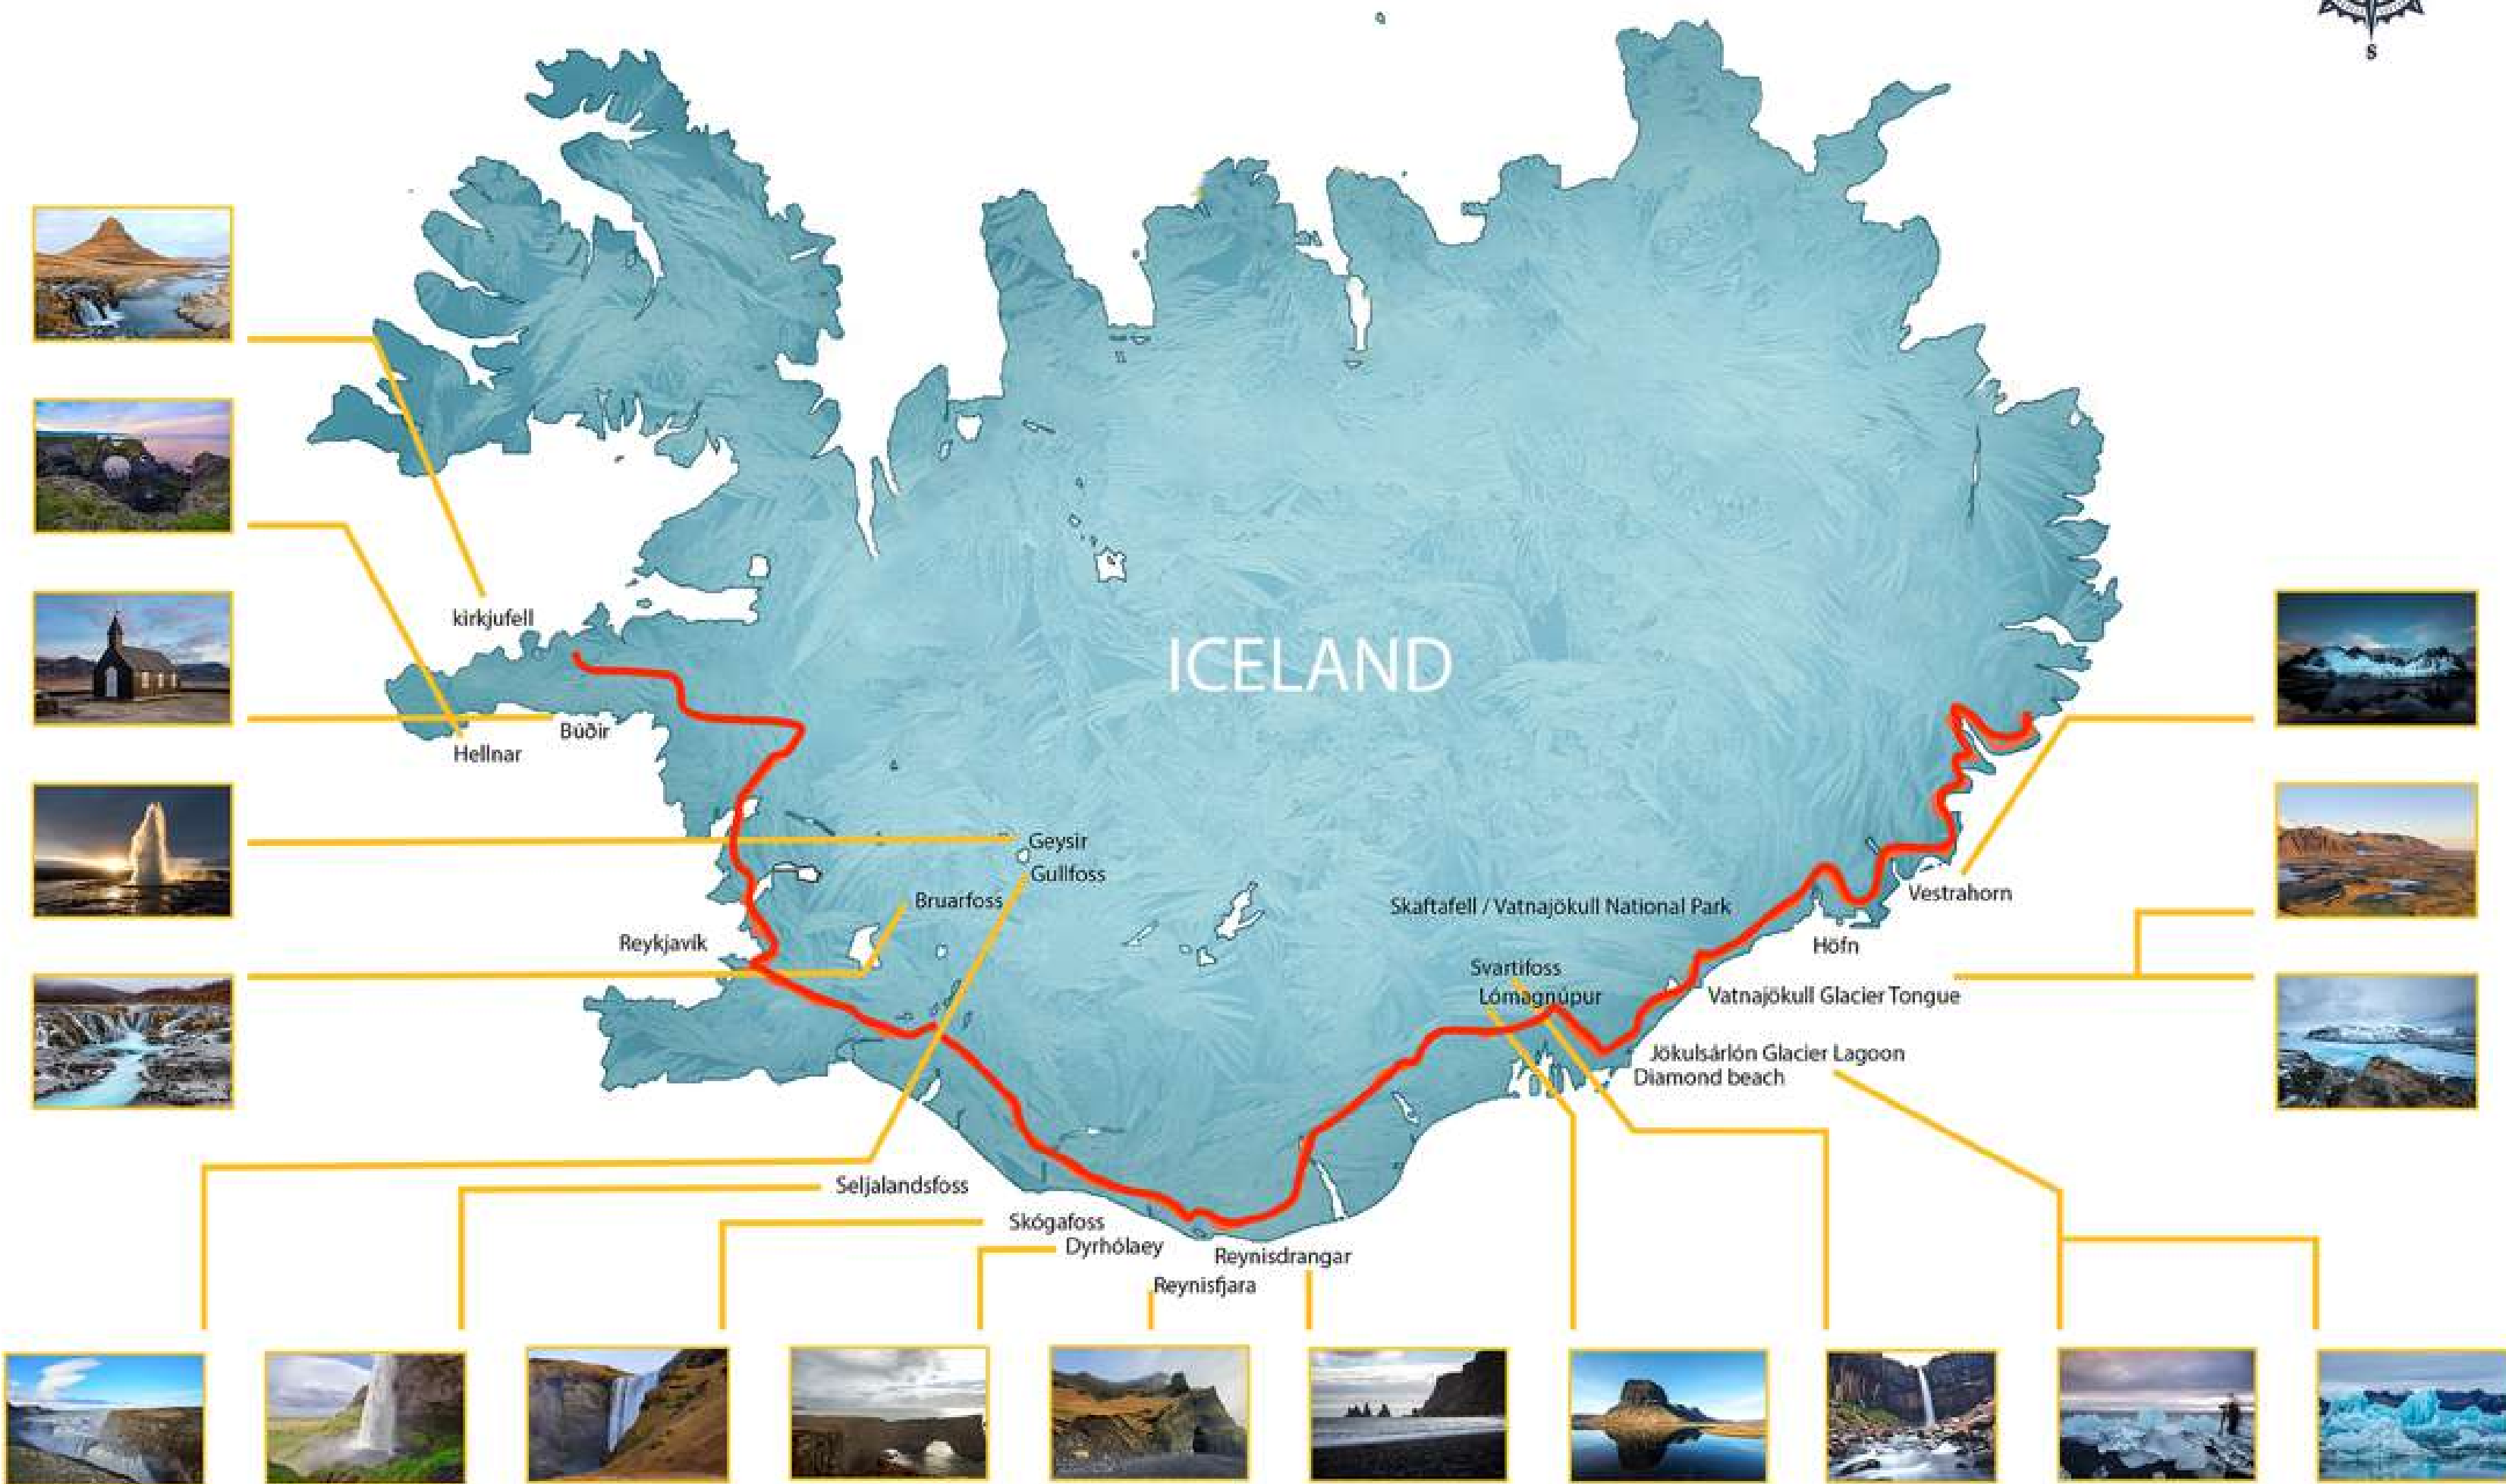 S
kirkjufell
ICELAND
Búðir
Hellnar
Geysir
Gullfoss
Bruarfoss
Vestrahorn
Skaftafell / Vatnajökull National Park
Reykjavík
Höfn
Svartifoss
Lómagnúpur
Vatnajökull Glacier Tongue
Jökulsárlón Glacier Lagoon
Diamond beach
Seljalandsfoss
Skógafoss
Dyrhólaey
Reynisdrangar
Reynisfjara